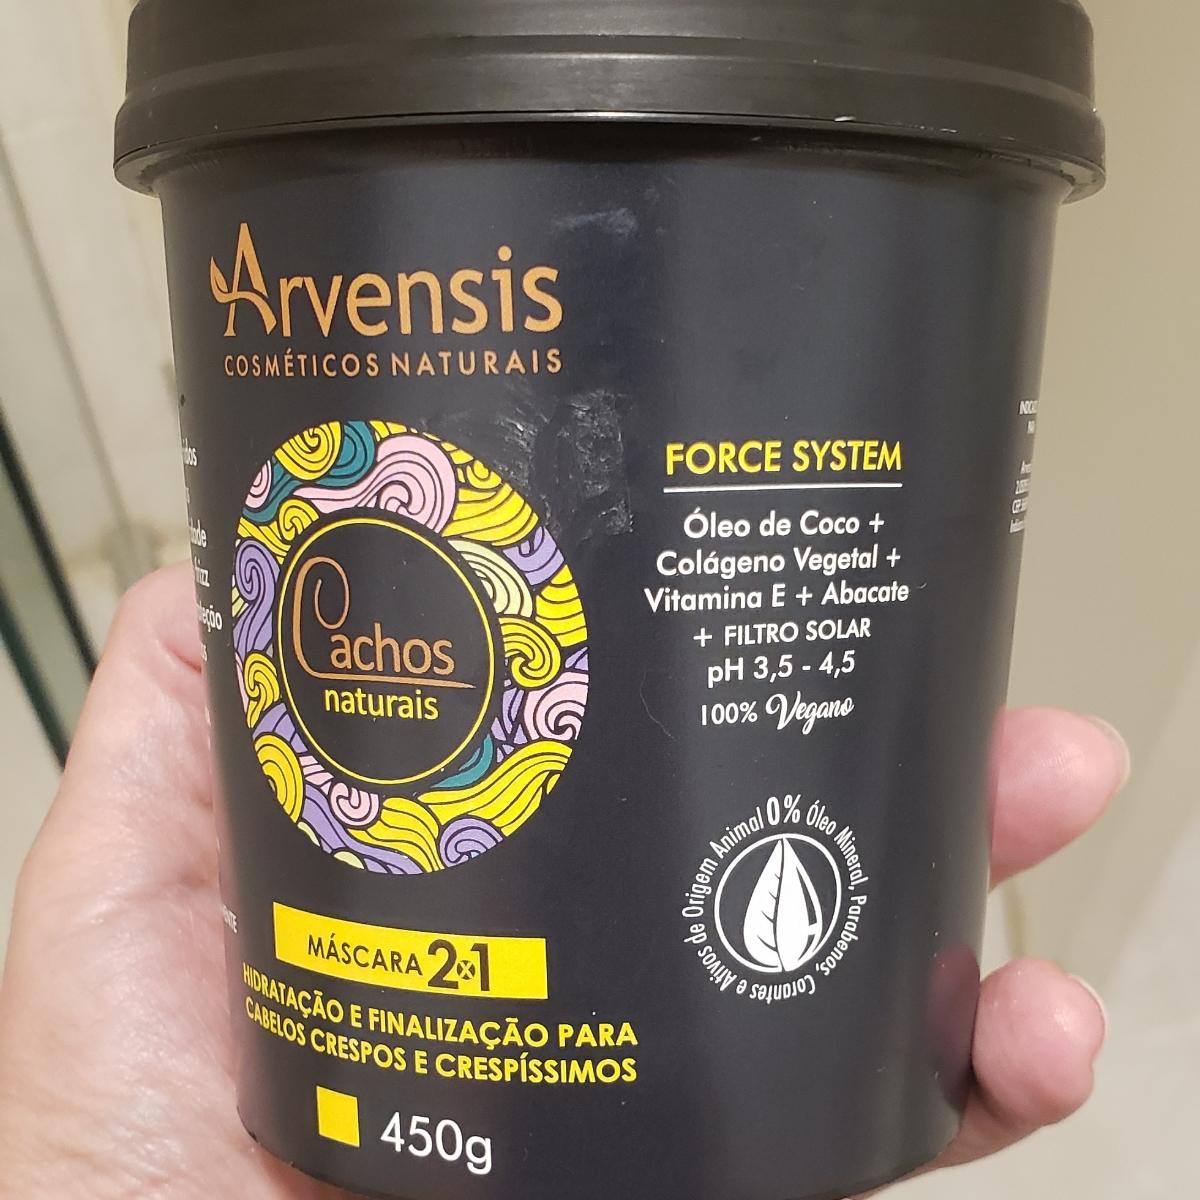 Arvensis
COSMÉTICOS NATURAIS
Cachos
naturais
MÁSCARA 2x1
HIDRATAÇÃO E FINALIZAÇÃO PARA
CABELOS CRESPOS E CRESPÍSSIMOS
450g
FORCE SYSTEM
Óleo de Coco +
Colágeno Vegetal +
Vitamina E + Abacate
+ FILTRO SOLAR
pH 3,5 - 4,5
100% Vegano
0% Óleo Mineral, Parabenos, Corantes e Ativos de Origem Animal